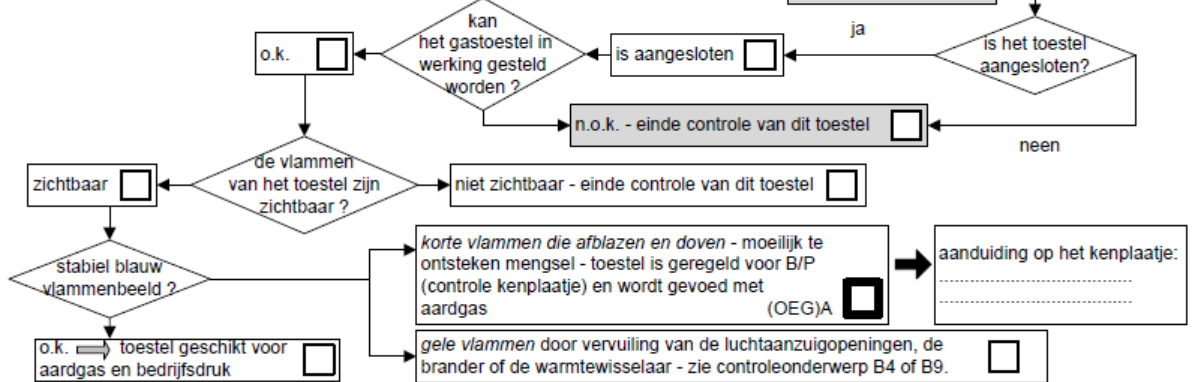 kan
het gastoestel in
werking gesteld
worden ?
o.k.
is aangesloten
ja
is het toestel
aangesloten?
n.o.k. - einde controle van dit toestel
neen
de vlammen
van het toestel zijn
zichtbaar ?
zichtbaar
niet zichtbaar - einde controle van dit toestel
stabiel blauw
vlammenbeeld ?
korte vlammen die afblazen en doven - moeilijk te
ontsteken mengsel - toestel is geregeld voor B/P
(controle kenplaatje) en wordt gevoed met
aardgas (OEG)A
aanduiding op het kenplaatje:
....................................
....................................
o.k. toestel geschikt voor
aardgas en bedrijfsdruk
gele vlammen door vervuiling van de luchtaanzuigopeningen, de
brander of de warmtewisselaar - zie controleonderwerp B4 of B9.